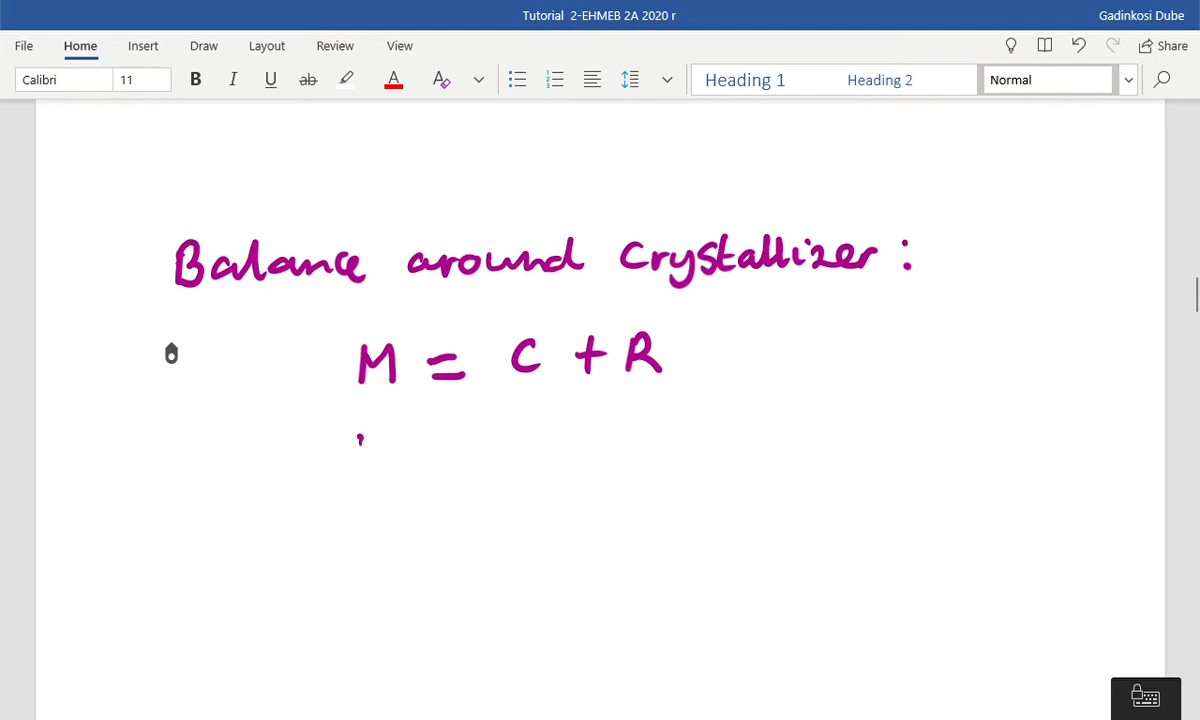 Tutorial 2-EHMEB 2A 2020 r
Gadinkosi Dube
File Home Insert Draw Layout Review View Share
Calibri 11 B I U ab A A Heading 1 Heading 2 Normal
Balance around Crystallizer :
M = C + R